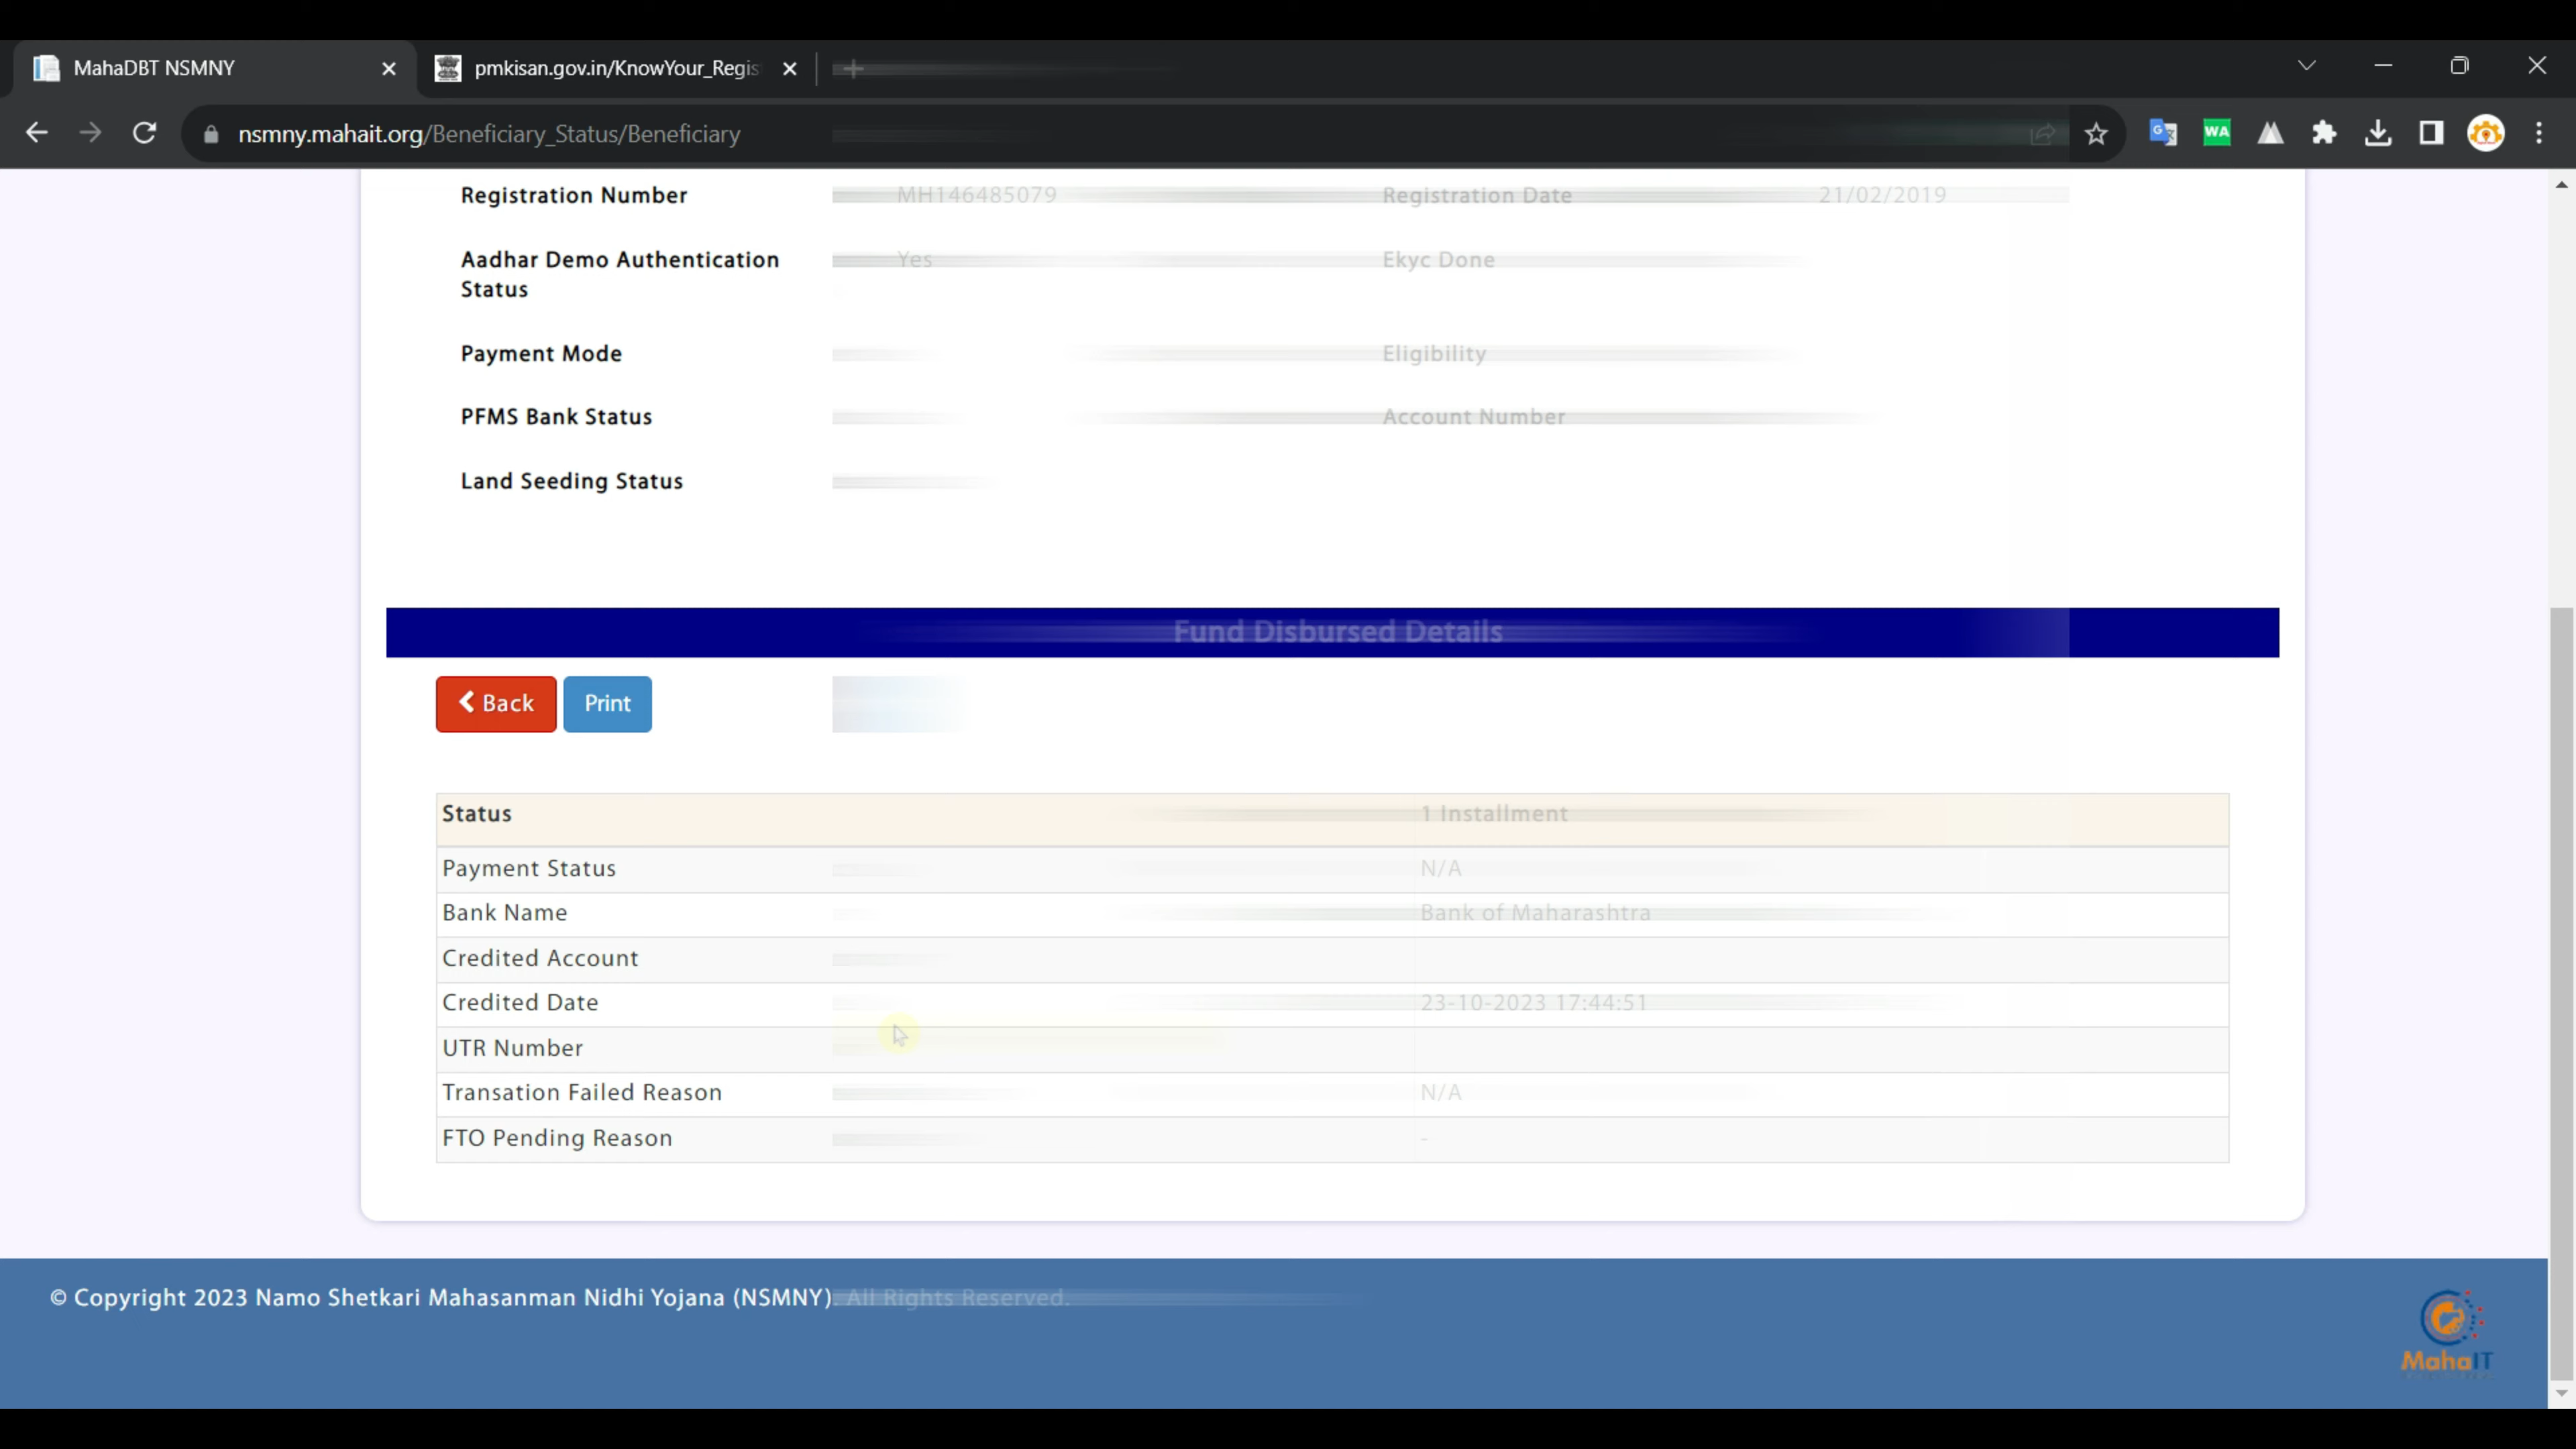 MahaDBT NSMNY
pmkisan.gov.in/KnowYour_Regis
nsmny.mahait.org/Beneficiary_Status/Beneficiary
WA
Registration Number MH146485079 Registration Date 21/02/2019
Aadhar Demo Authentication Status Yes Ekyc Done
Payment Mode Eligibility
PFMS Bank Status Account Number
Land Seeding Status
Fund Disbursed Details
Back Print
Status 1 Installment
Payment Status N/A
Bank Name Bank of Maharashtra
Credited Account
Credited Date 23-10-2023 17:44:51
UTR Number
Transation Failed Reason N/A
FTO Pending Reason -
© Copyright 2023 Namo Shetkari Mahasanman Nidhi Yojana (NSMNY). All Rights Reserved.
MahaIT